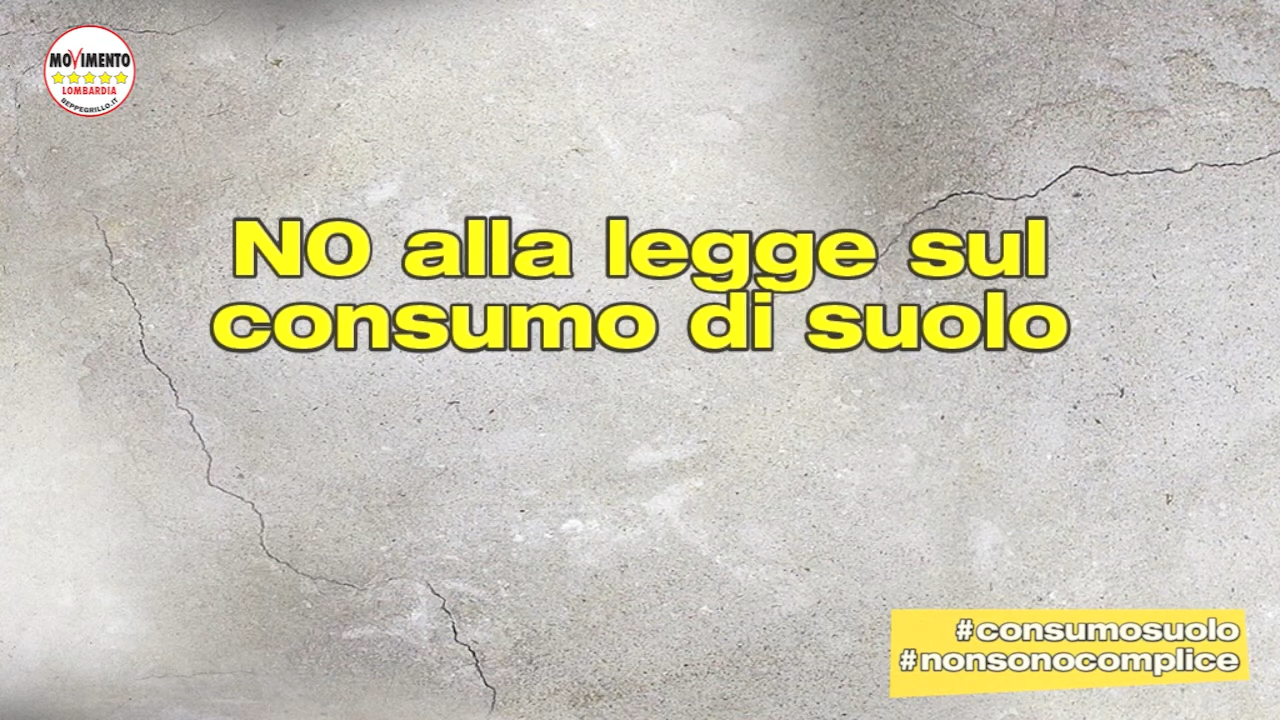 MOVIMENTO
LOMBARDIA
BEPPEGRILLO.IT
NO alla legge sul
consumo di suolo
#consumosuolo
#nonsonocomplice